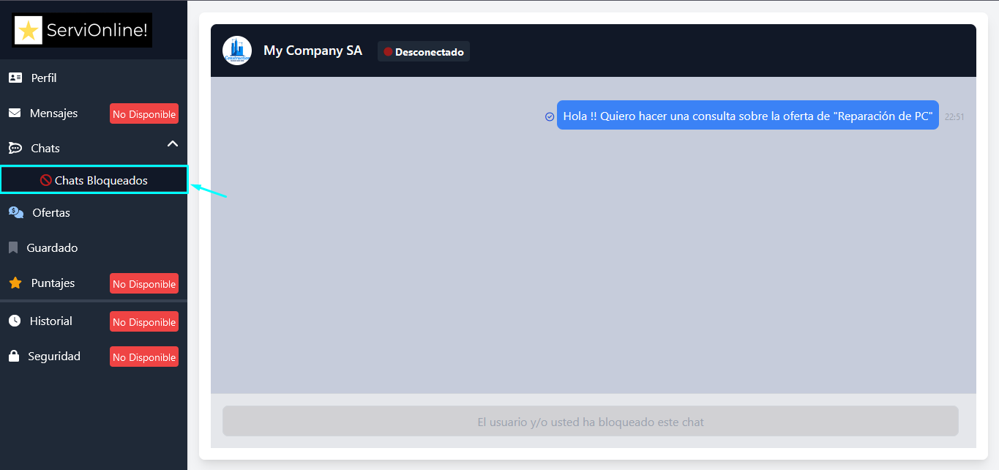 ServiOnline!
Perfil
Mensajes No Disponible
Chats
Chats Bloqueados
Ofertas
Guardado
Puntajes No Disponible
Historial No Disponible
Seguridad No Disponible
My Company SA Desconectado
Hola !! Quiero hacer una consulta sobre la oferta de "Reparación de PC" 22:51
El usuario y/o usted ha bloqueado este chat